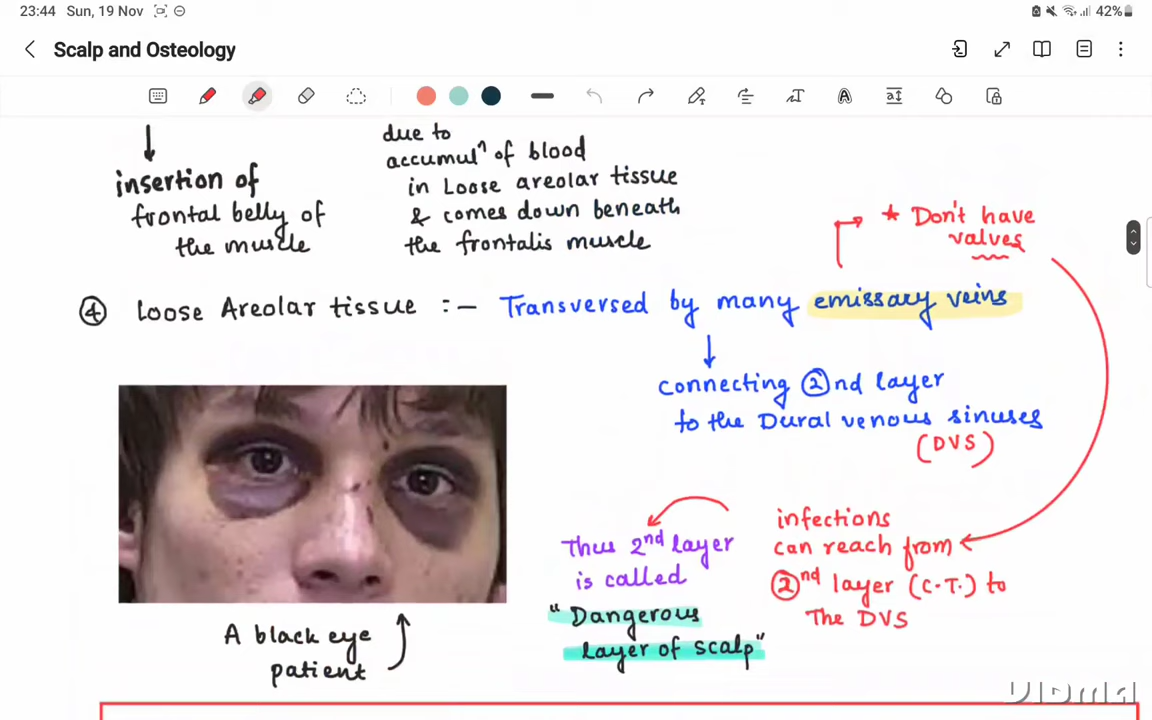 23:44 Sun, 19 Nov
42%
Scalp and Osteology
insertion of
frontal belly of
the muscle
due to
accumulⁿ of blood
in Loose areolar tissue
& comes down beneath
the frontalis muscle
* Don't have
valves
④ Loose Areolar tissue :- Transversed by many emissary veins
connecting ②nd layer
to the Dural venous sinuses
(DVS)
Thus 2nd layer
is called
"Dangerous
layer of scalp"
infections
can reach from
②nd layer (C.T.) to
The DVS
A black eye
patient
VIDMA